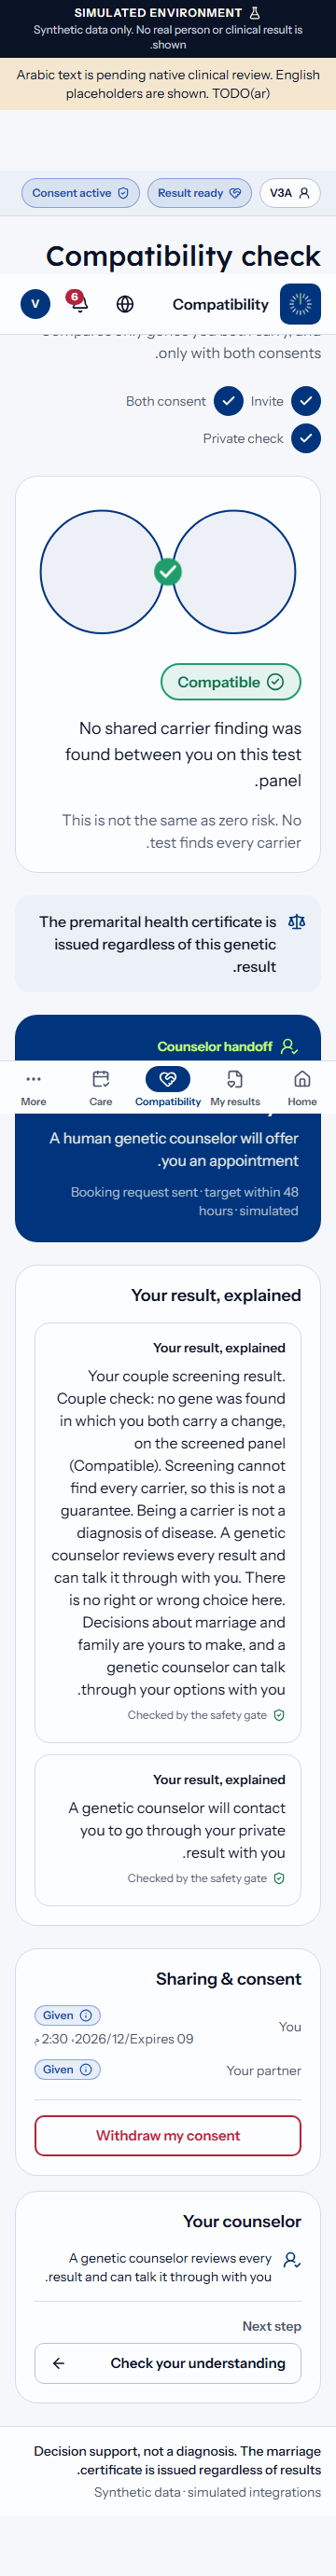 SIMULATED ENVIRONMENT
Synthetic data only. No real person or clinical result is
.shown
Arabic text is pending native clinical review. English
placeholders are shown. TODO(ar)
V3A
Result ready
Consent active
Compatibility check
Compatibility
6
V
.only with both consents
Invite
Both consent
Private check
Compatible
No shared carrier finding was
found between you on this test
.panel
This is not the same as zero risk. No
.test finds every carrier
The premarital health certificate is
issued regardless of this genetic
.result
Counselor handoff
Home
My results
Compatibility
Care
More
A human genetic counselor will offer
.you an appointment
Booking request sent · target within 48
hours · simulated
Your result, explained
Your result, explained
Your couple screening result.
Couple check: no gene was found
in which you both carry a change,
on the screened panel
(Compatible). Screening cannot
find every carrier, so this is not a
guarantee. Being a carrier is not a
diagnosis of disease. A genetic
counselor reviews every result and
can talk it through with you. There
is no right or wrong choice here.
Decisions about marriage and
family are yours to make, and a
genetic counselor can talk
.through your options with you
Checked by the safety gate
Your result, explained
A genetic counselor will contact
you to go through your private
.result with you
Checked by the safety gate
Sharing & consent
You
Given
م 2:30 ،2026/12/Expires 09
Your partner
Given
Withdraw my consent
Your counselor
A genetic counselor reviews every
.result and can talk it through with you
Next step
Check your understanding
Decision support, not a diagnosis. The marriage
.certificate is issued regardless of results
Synthetic data · simulated integrations